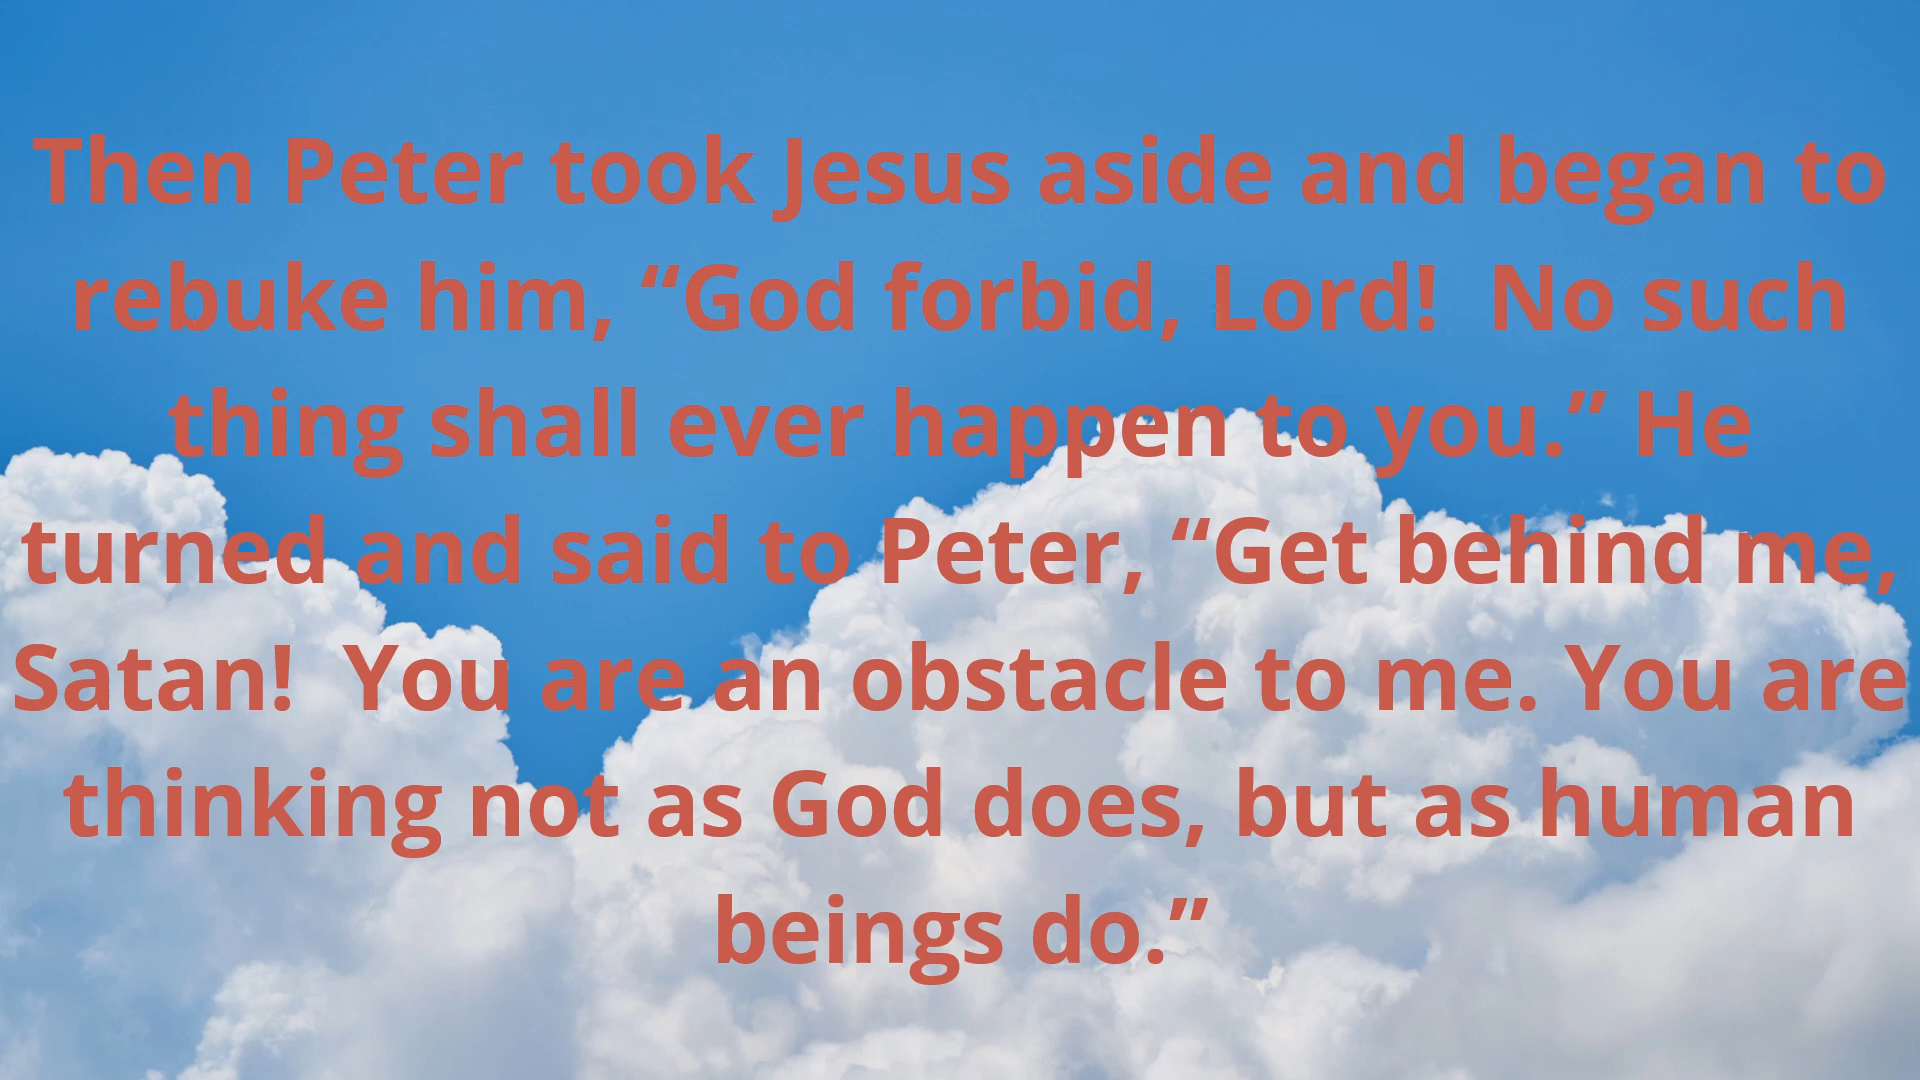 Then Peter took Jesus aside and began to
rebuke him, “God forbid, Lord!  No such
thing shall ever happen to you.” He
turned and said to Peter, “Get behind me,
Satan!  You are an obstacle to me. You are
thinking not as God does, but as human
beings do.”